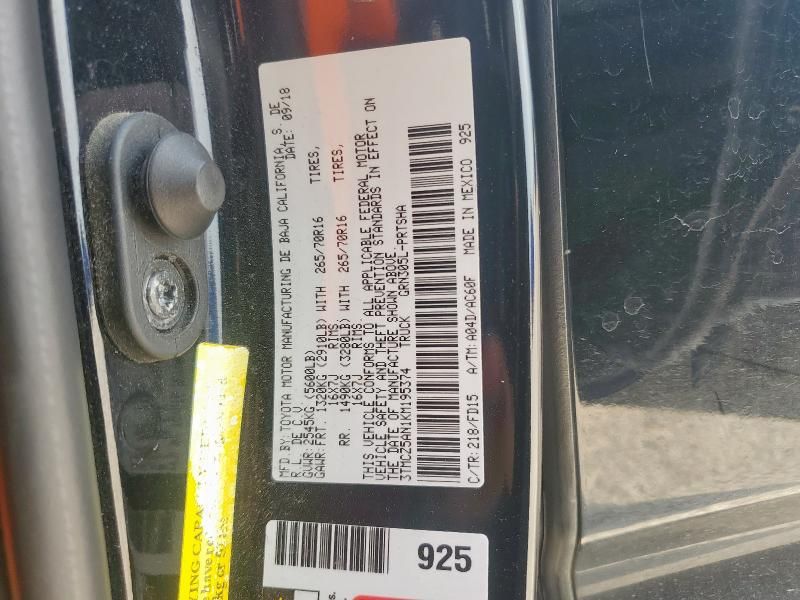 MFD.BY:TOYOTA MOTOR MANUFACTURING DE BAJA CALIFORNIA,S. DE
R L DE C V DATE: 09/18
GVWR: 2545KG (5600LB)
GAWR:FRT. 1320KG (2910LB) WITH 265/70R16 TIRES,
16X7J RIMS
RR. 1490KG (3280LB) WITH 265/70R16 TIRES,
16X7J RIMS
THIS VEHICLE CONFORMS TO ALL APPLICABLE FEDERAL MOTOR
VEHICLE SAFETY AND THEFT PREVENTION STANDARDS IN EFFECT ON
THE DATE OF MANUFACTURE SHOWN ABOVE.
3TMCZ5AN1KM195374 TRUCK GRN305L-PRTSHA
C/TR:218/FD15 A/TM:A04D/AC60F MADE IN MEXICO 925
925